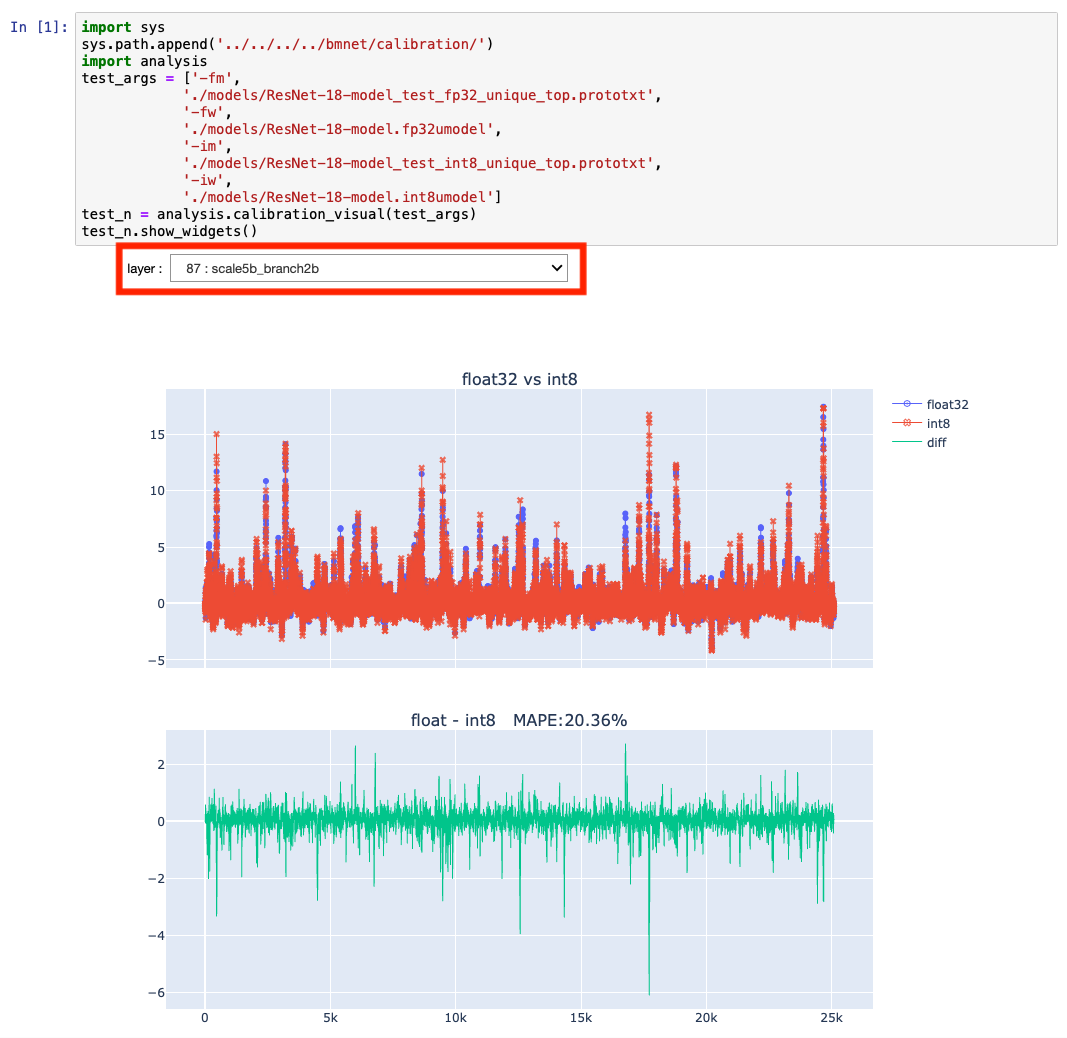 In [1]: import sys
sys.path.append('../../../../bmnet/calibration/')
import analysis
test_args = ['-fm',
'./models/ResNet-18-model_test_fp32_unique_top.prototxt',
'-fw',
'./models/ResNet-18-model.fp32umodel',
'-im',
'./models/ResNet-18-model_test_int8_unique_top.prototxt',
'-iw',
'./models/ResNet-18-model.int8umodel']
test_n = analysis.calibration_visual(test_args)
test_n.show_widgets()
layer : 87 : scale5b_branch2b
float32 vs int8
float32
int8
diff
15
10
5
0
−5
float - int8 MAPE:20.36%
2
0
−2
−4
−6
0 5k 10k 15k 20k 25k